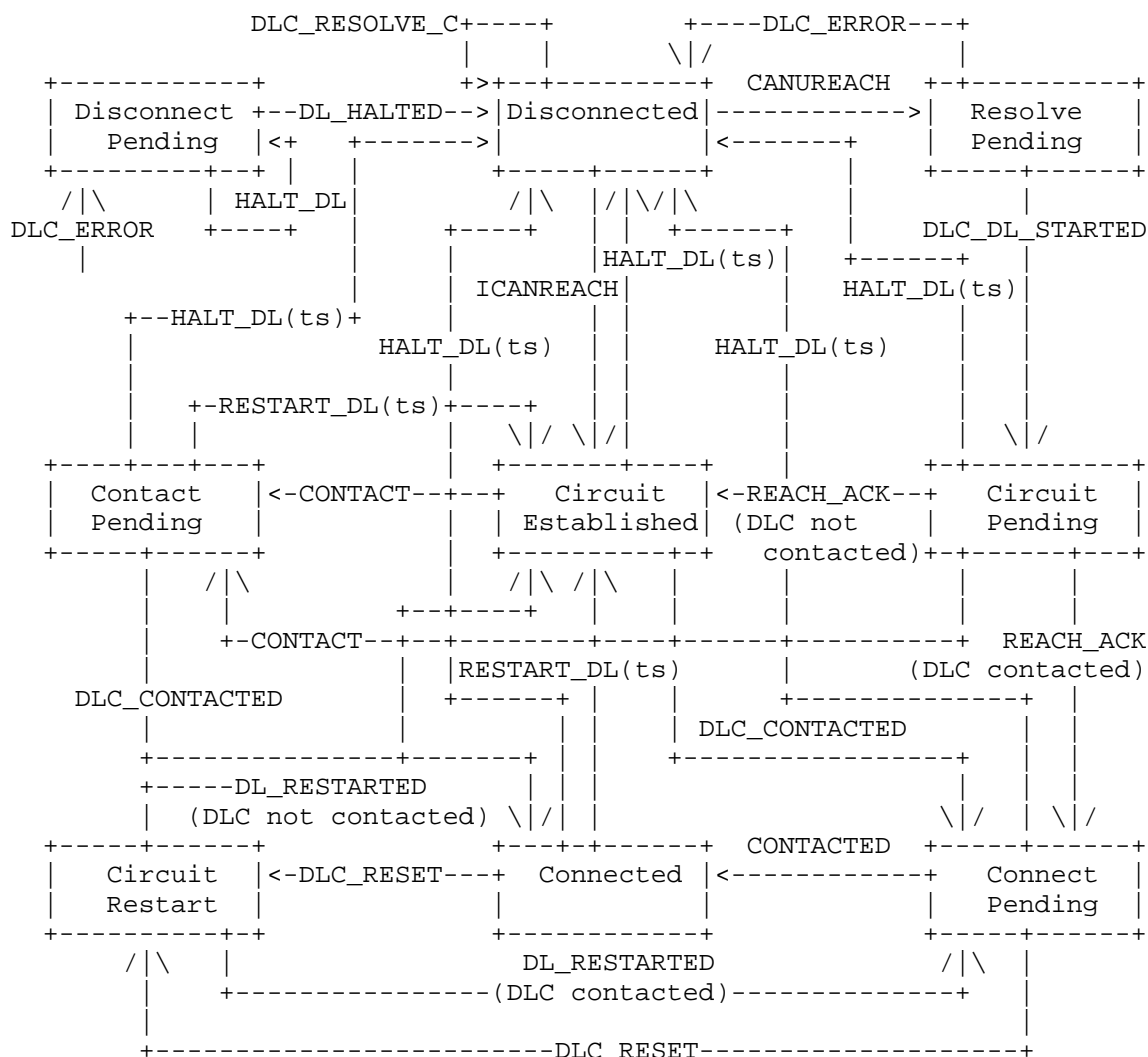 DLC_RESOLVE_C DLC_ERROR
CANUREACH
Disconnect DL_HALTED Disconnected Resolve
Pending Pending
HALT_DL
DLC_ERROR DLC_DL_STARTED
HALT_DL(ts)
ICANREACH HALT_DL(ts)
HALT_DL(ts)
HALT_DL(ts) HALT_DL(ts)
RESTART_DL(ts)
Contact CONTACT Circuit REACH_ACK Circuit
Pending Established (DLC not Pending
contacted)
CONTACT REACH_ACK
RESTART_DL(ts) (DLC contacted)
DLC_CONTACTED
DLC_CONTACTED
DL_RESTARTED
(DLC not contacted)
CONTACTED
Circuit DLC_RESET Connected Connect
Restart Pending
DL_RESTARTED
(DLC contacted)
DLC_RESET